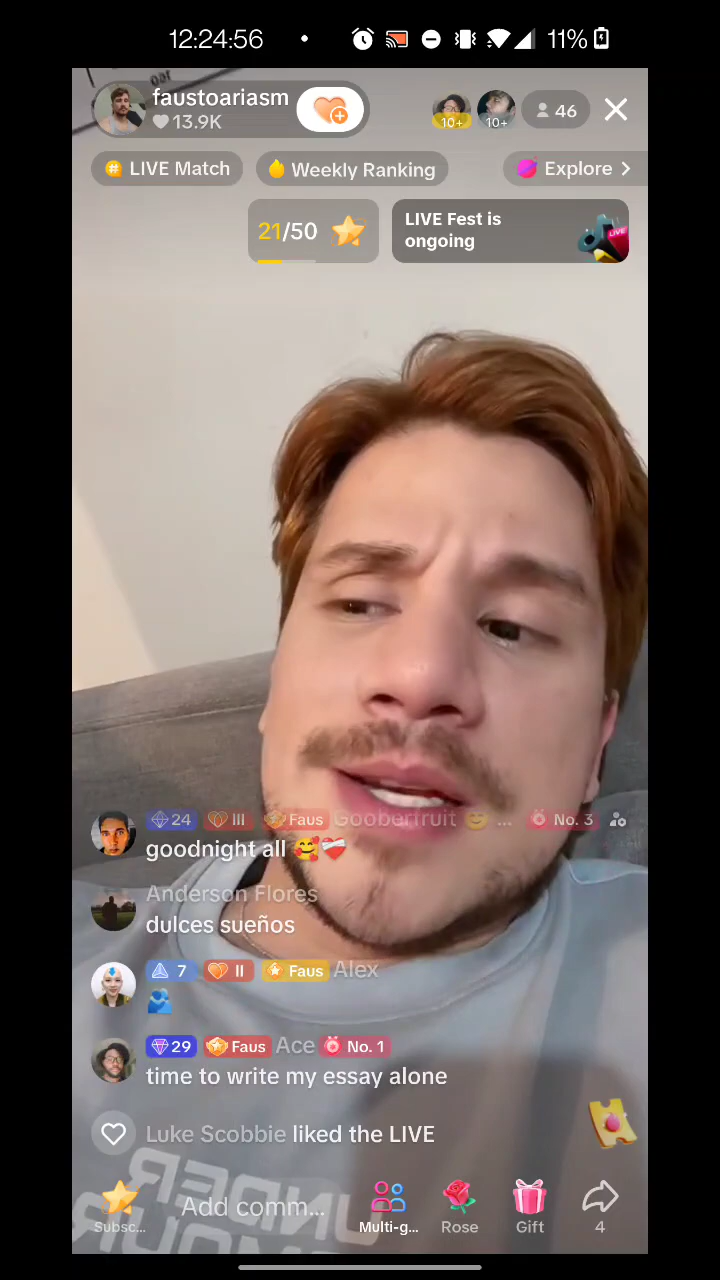 12:24:56
11%
faustoariasm
13.9K
10+
10+
46
LIVE Match
Weekly Ranking
Explore
21/50
LIVE Fest is
ongoing
LIVE
24 III Faus Gooberfruit ... No. 3
goodnight all
Anderson Flores
dulces sueños
7 II Faus Alex
29 Faus Ace No. 1
time to write my essay alone
Luke Scobbie liked the LIVE
UNDER
Subsc... Add comm... Multi-g... Rose Gift 4